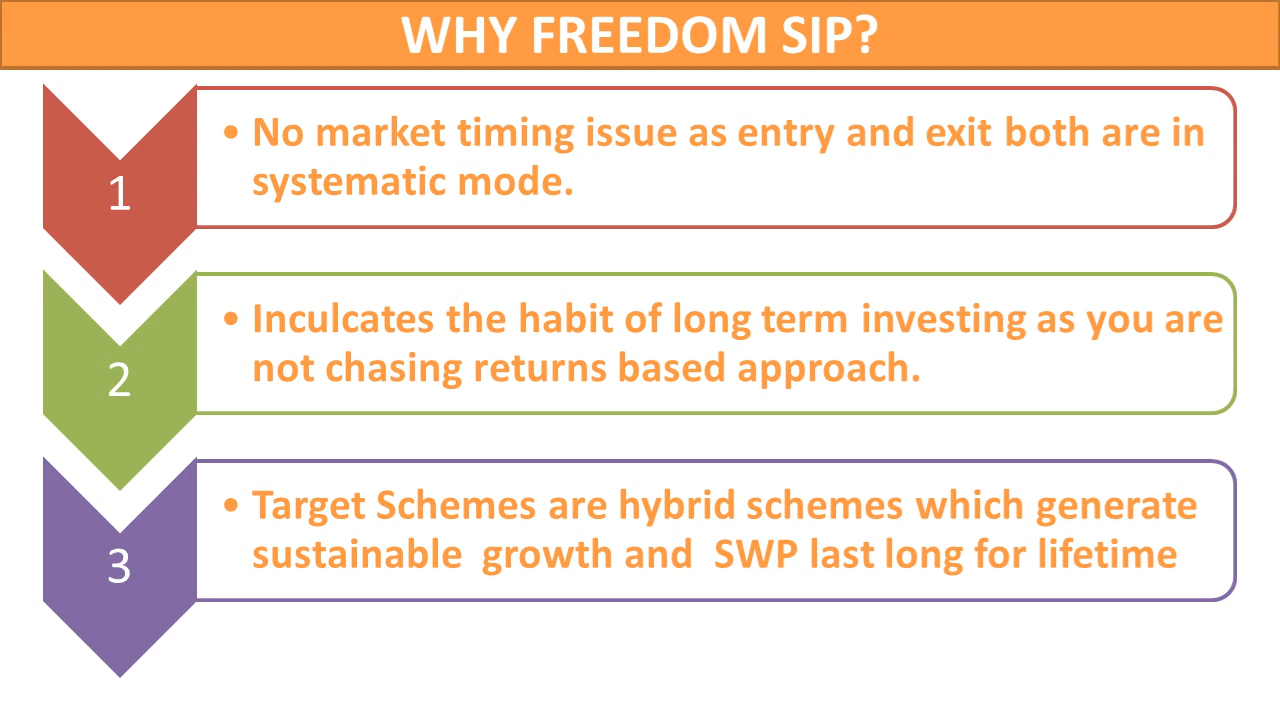 WHY FREEDOM SIP?
1
• No market timing issue as entry and exit both are in
systematic mode.
2
• Inculcates the habit of long term investing as you are
not chasing returns based approach.
3
• Target Schemes are hybrid schemes which generate
sustainable  growth and  SWP last long for lifetime